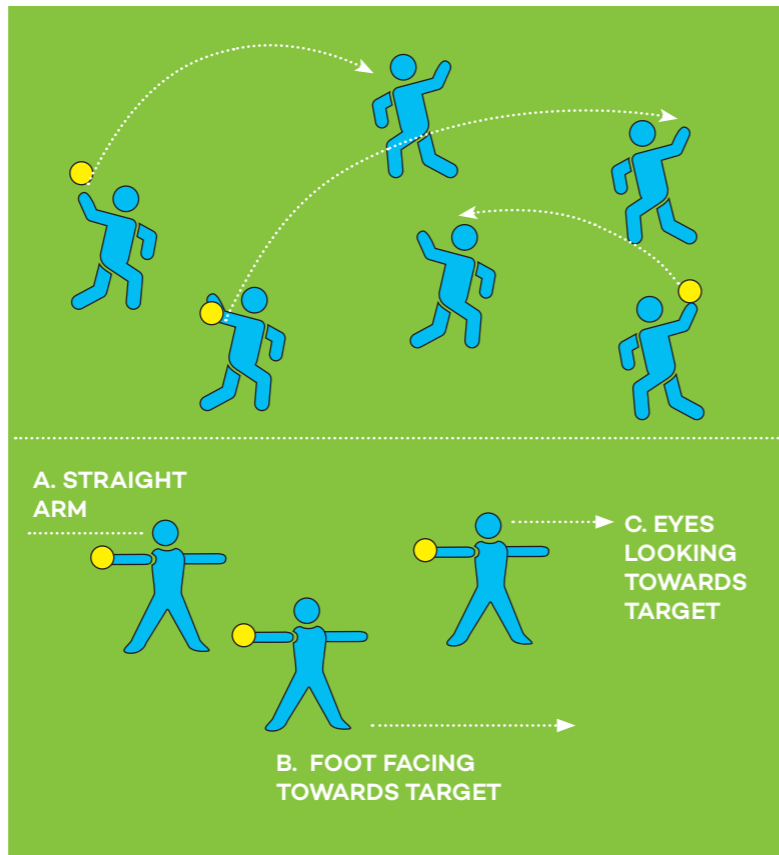 A. STRAIGHT
ARM
C. EYES
LOOKING
TOWARDS
TARGET
B. FOOT FACING
TOWARDS TARGET